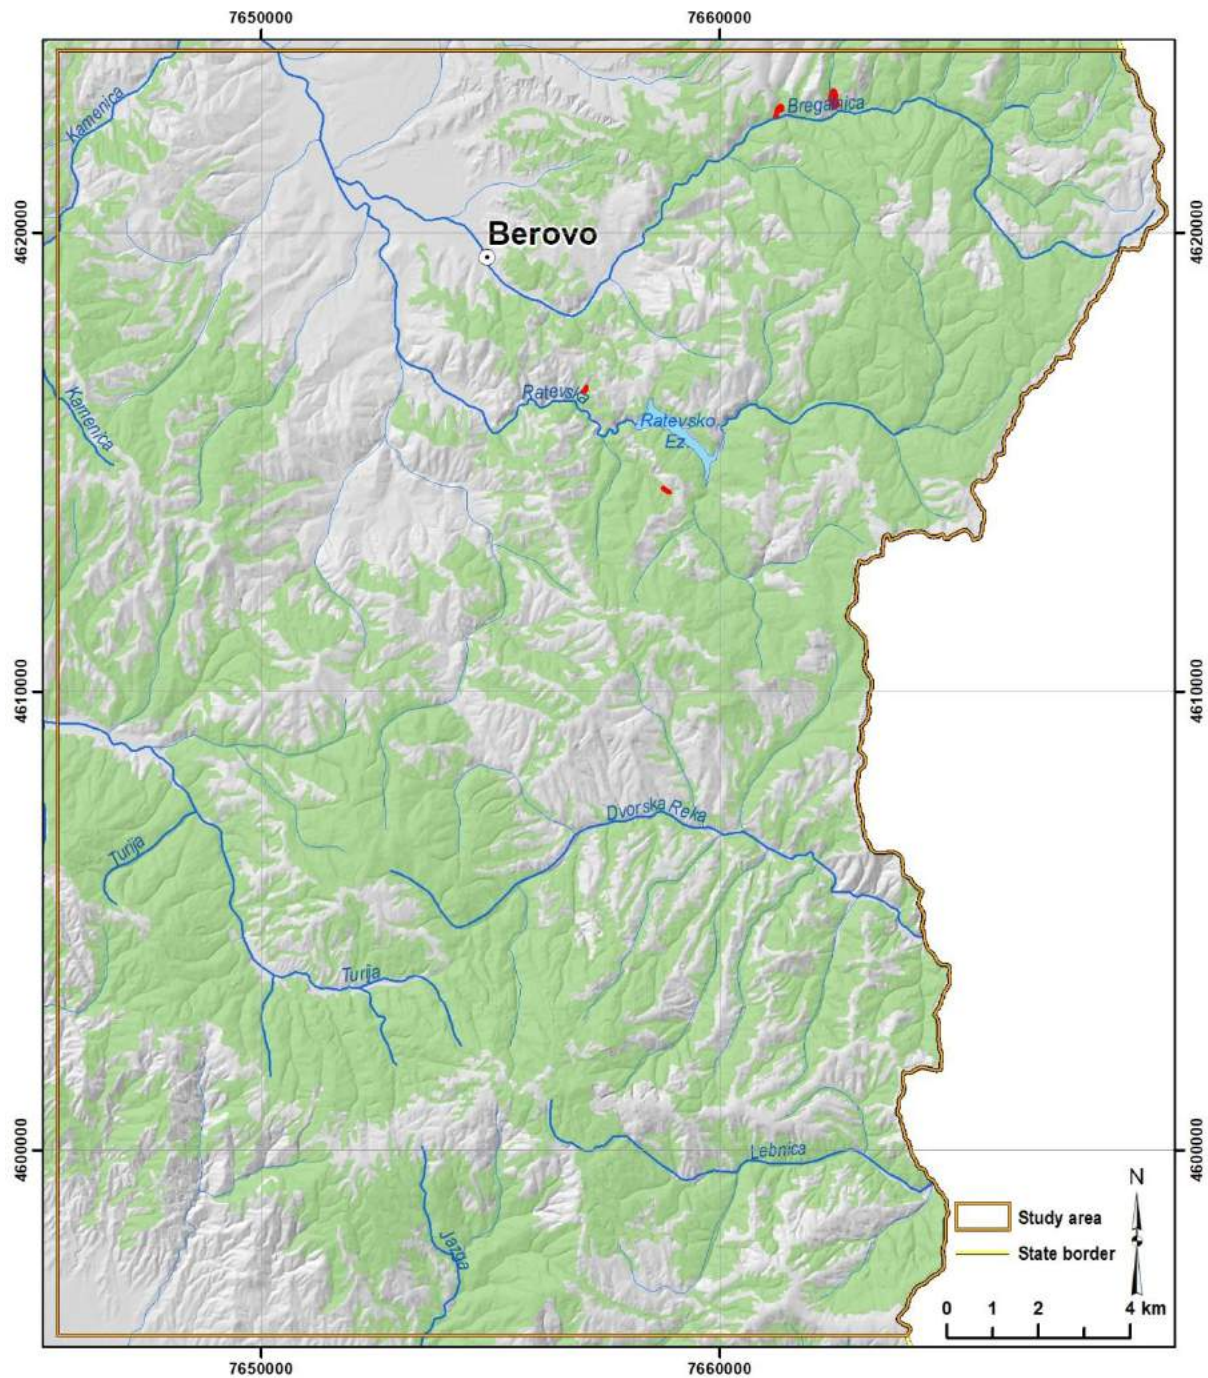 7650000 7660000
Kamenica
Bregalnica
4620000
4620000
Berovo
Kamenica
Ratevska
Ratevsko
Ez.
4610000
4610000
Dvorska Reka
Turija
Turija
4600000
4600000
Lebnica
N
Jazga
Study area
State border
0 1 2 4 km
7650000 7660000